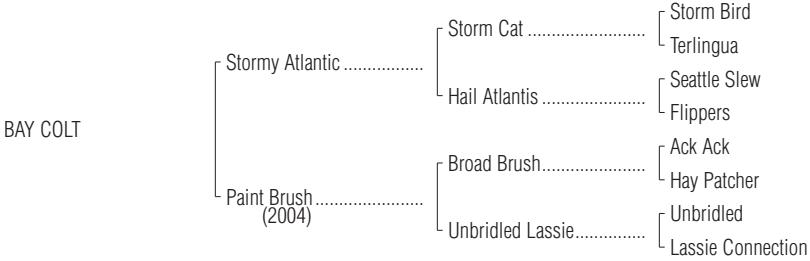 Storm Bird
Storm Cat ........................
Terlingua
Stormy Atlantic ................
Seattle Slew
Hail Atlantis .....................
Flippers
BAY COLT
Ack Ack
Broad Brush.....................
Hay Patcher
Paint Brush......................
(2004)
Unbridled
Unbridled Lassie..............
Lassie Connection